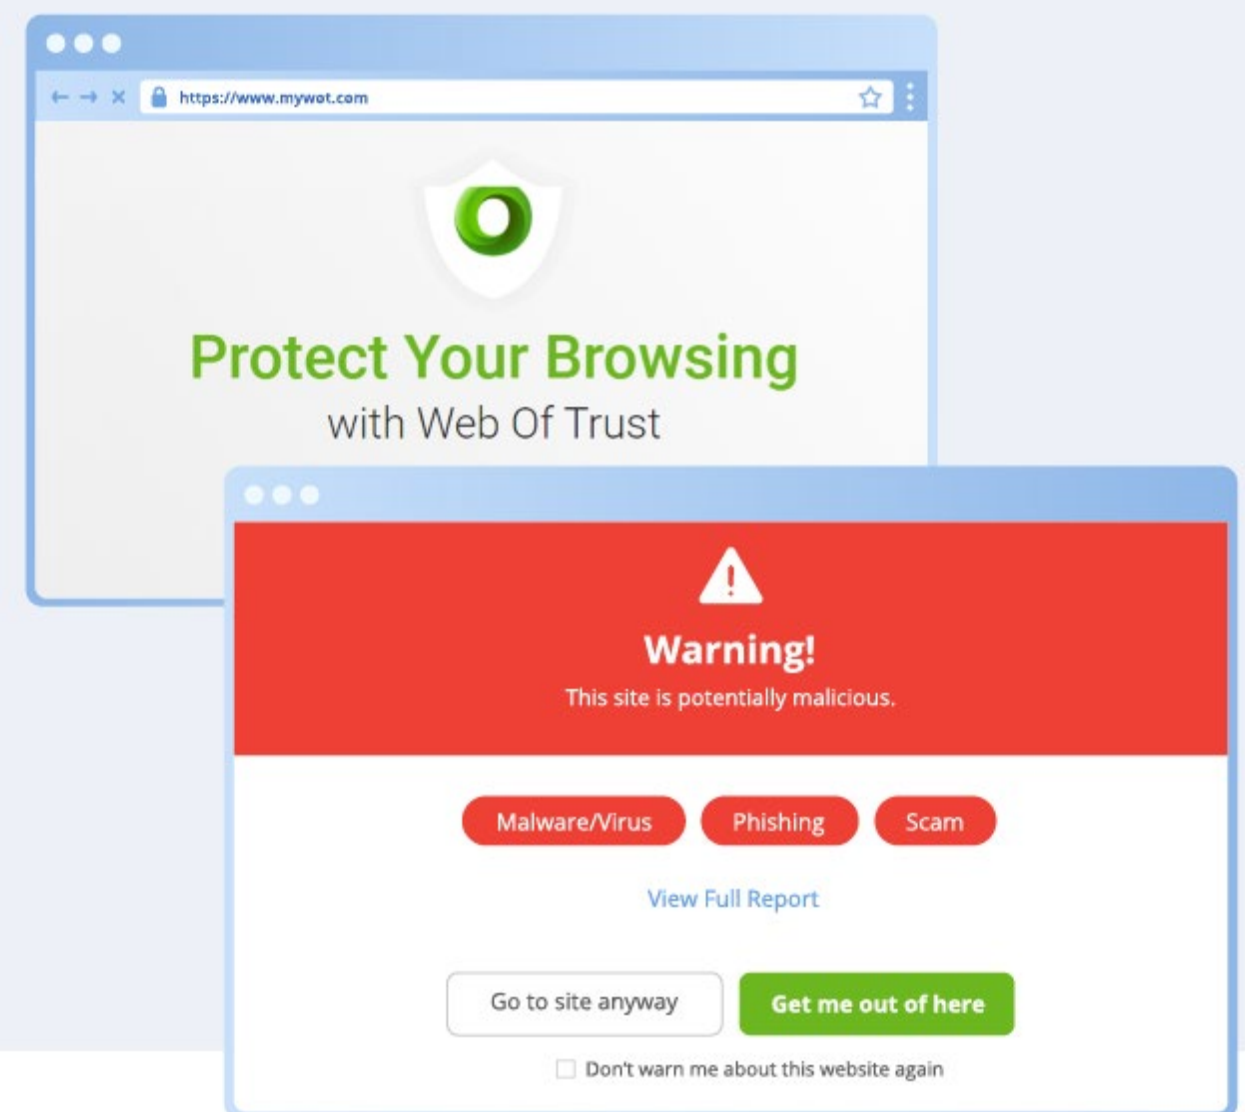 https://www.mywot.com
Protect Your Browsing
with Web Of Trust
Warning!
This site is potentially malicious.
Malware/Virus Phishing Scam
View Full Report
Go to site anyway Get me out of here
Don't warn me about this website again